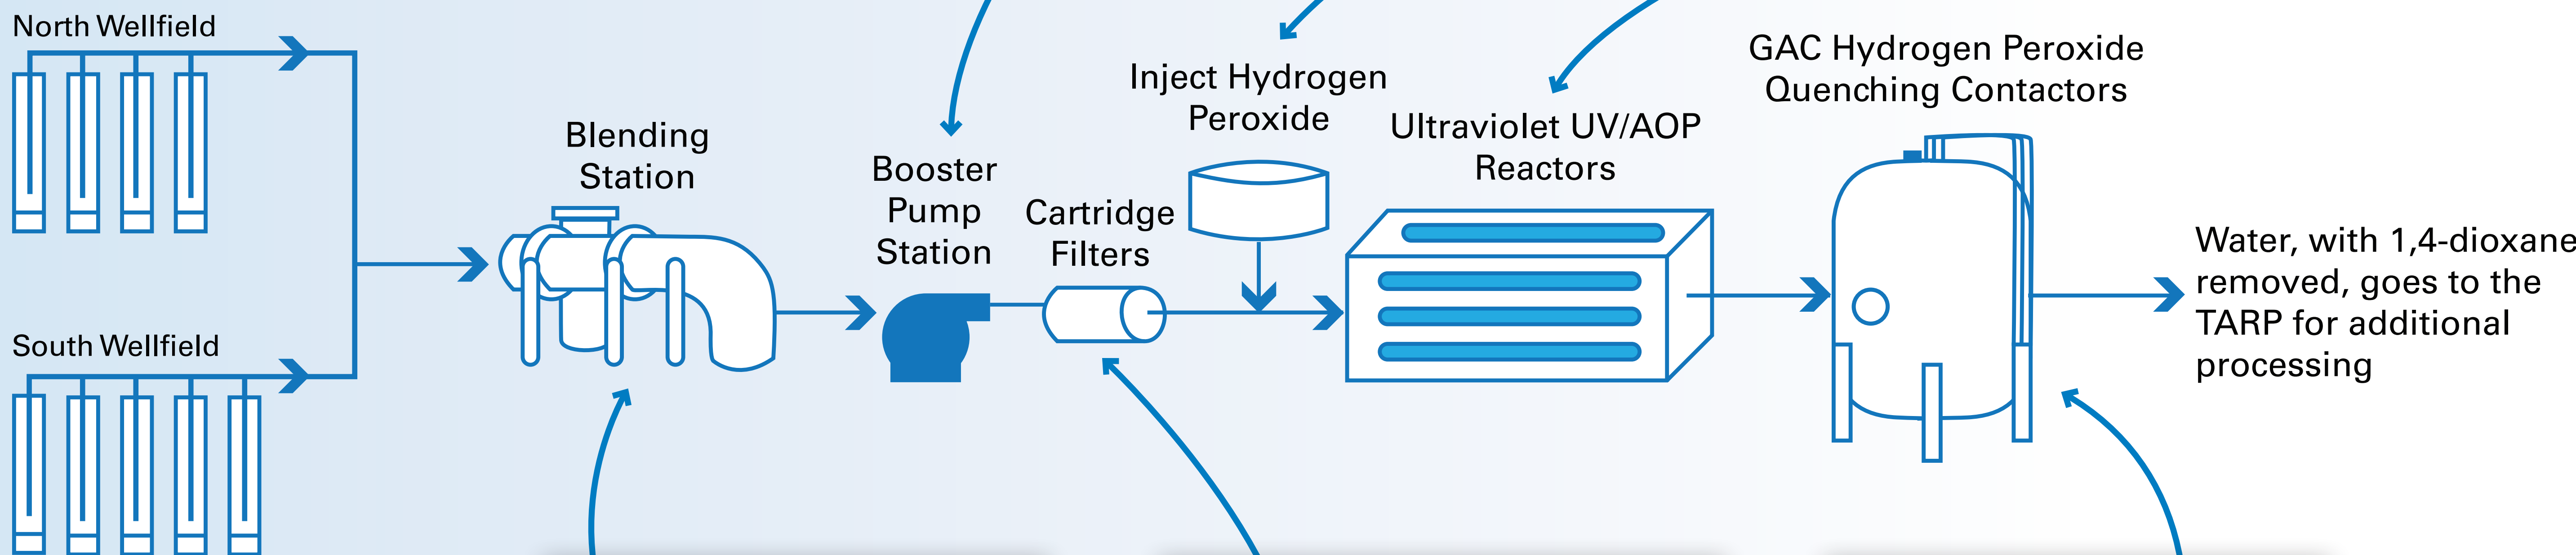 North Wellfield
South Wellfield
Blending
Station
Booster
Pump
Station
Cartridge
Filters
Inject Hydrogen
Peroxide
Ultraviolet UV/AOP
Reactors
GAC Hydrogen Peroxide
Quenching Contactors
Water, with 1,4-dioxane
removed, goes to the
TARP for additional
processing